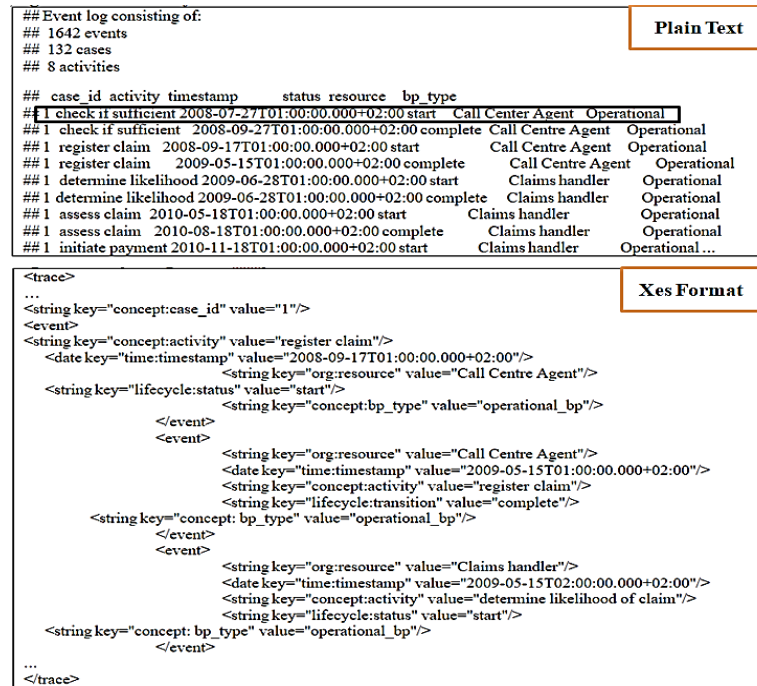 ## Event log consisting of:
## 1642 events
## 132 cases
## 8 activities
Plain Text
## case_id activity timestamp status resource bp_type
## 1 check if sufficient 2008-07-27T01:00:00.000+02:00 start Call Center Agent Operational
## 1 check if sufficient 2008-09-27T01:00:00.000+02:00 complete Call Centre Agent Operational
## 1 register claim 2008-09-17T01:00:00.000+02:00 start Call Centre Agent Operational
## 1 register claim 2009-05-15T01:00:00.000+02:00 complete Call Centre Agent Operational
## 1 determine likelihood 2009-06-28T01:00:00.000+02:00 start Claims handler Operational
## 1 determine likelihood 2009-06-28T01:00:00.000+02:00 complete Claims handler Operational
## 1 assess claim 2010-05-18T01:00:00.000+02:00 start Claims handler Operational
## 1 assess claim 2010-08-18T01:00:00.000+02:00 complete Claims handler Operational
## 1 initiate payment 2010-11-18T01:00:00.000+02:00 start Claims handler Operational ...
Xes Format
<trace>
...
<string key="concept:case_id" value="1"/>
<event>
<string key="concept:activity" value="register claim"/>
<date key="time:timestamp" value="2008-09-17T01:00:00.000+02:00"/>
<string key="org:resource" value="Call Centre Agent"/>
<string key="lifecycle:status" value="start"/>
<string key="concept:bp_type" value="operational_bp"/>
</event>
<event>
<string key="org:resource" value="Call Centre Agent"/>
<date key="time:timestamp" value="2009-05-15T01:00:00.000+02:00"/>
<string key="concept:activity" value="register claim"/>
<string key="lifecycle:transition" value="complete"/>
<string key="concept: bp_type" value="operational_bp"/>
</event>
<event>
<string key="org:resource" value="Claims handler"/>
<date key="time:timestamp" value="2009-05-15T02:00:00.000+02:00"/>
<string key="concept:activity" value="determine likelihood of claim"/>
<string key="lifecycle:status" value="start"/>
<string key="concept: bp_type" value="operational_bp"/>
</event>
...
</trace>